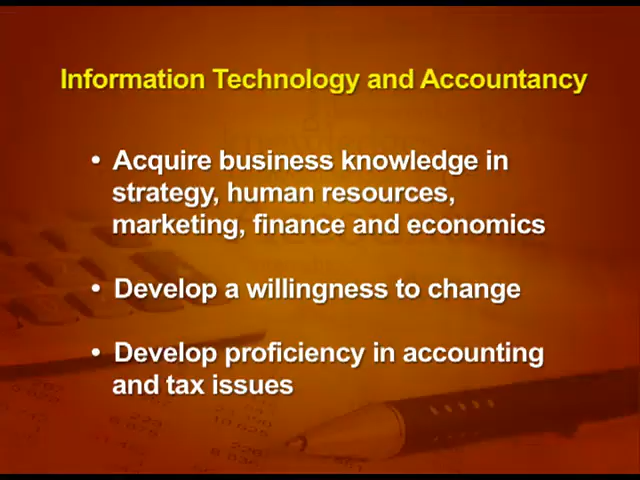 Information Technology and Accountancy
• Acquire business knowledge in
strategy, human resources,
marketing, finance and economics
• Develop a willingness to change
• Develop proficiency in accounting
and tax issues